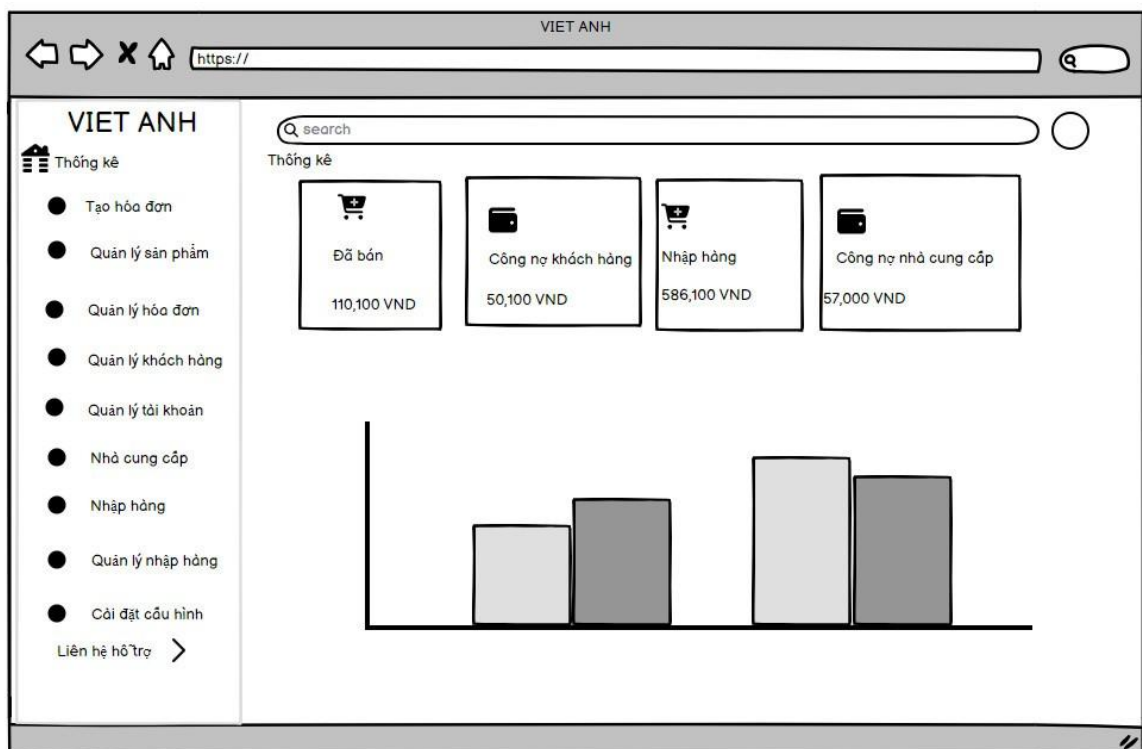 VIET ANH
https://
VIET ANH
Thống kê
Tạo hóa đơn
Quản lý sản phẩm
Quản lý hóa đơn
Quản lý khách hàng
Quản lý tài khoản
Nhà cung cấp
Nhập hàng
Quản lý nhập hàng
Cài đặt cấu hình
Liên hệ hỗ trợ
search
Thống kê
Đã bán
110,100 VND
Công nợ khách hàng
50,100 VND
Nhập hàng
586,100 VND
Công nợ nhà cung cấp
57,000 VND